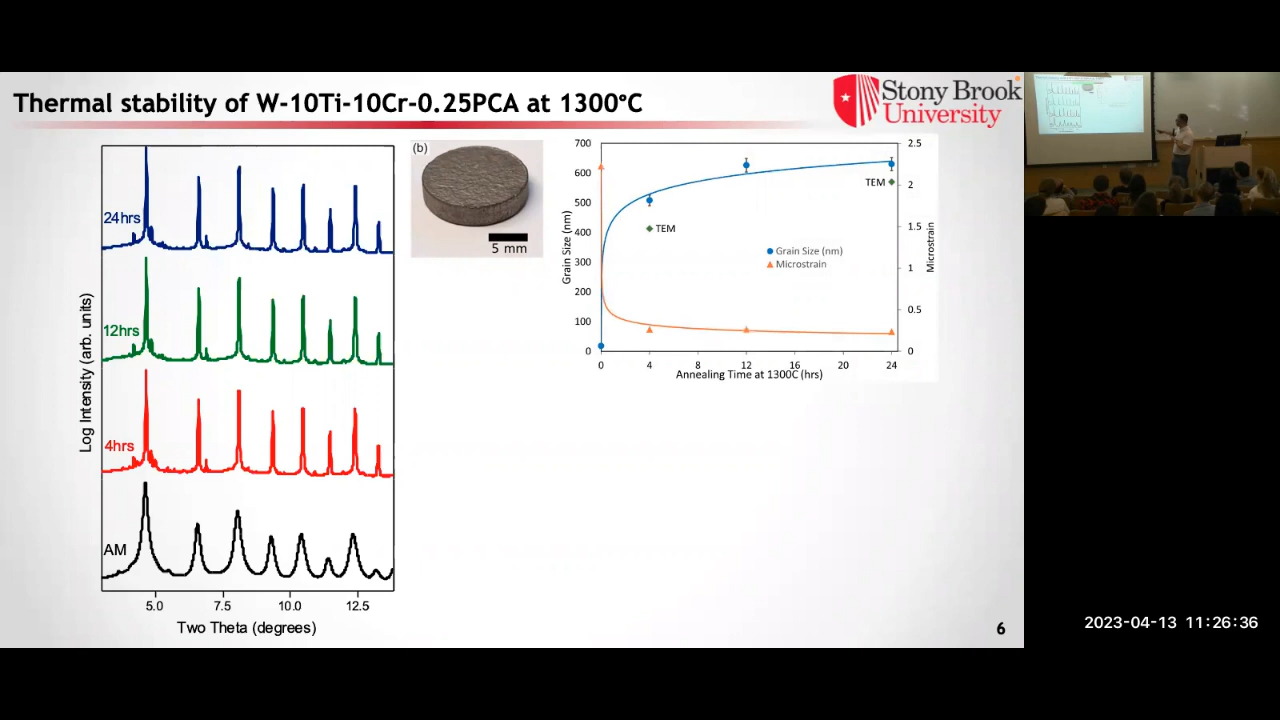 Thermal stability of W-10Ti-10Cr-0.25PCA at 1300°C
Stony Brook
University
24hrs
12hrs
4hrs
AM
Log Intensity (arb. units)
5.0 7.5 10.0 12.5
Two Theta (degrees)
(b)
5 mm
700
600
500
400
300
200
100
0
Grain Size (nm)
2.5
2
1.5
1
0.5
0
Microstrain
TEM
TEM
Grain Size (nm)
Microstrain
0 4 8 12 16 20 24
Annealing Time at 1300C (hrs)
6
2023-04-13 11:26:36